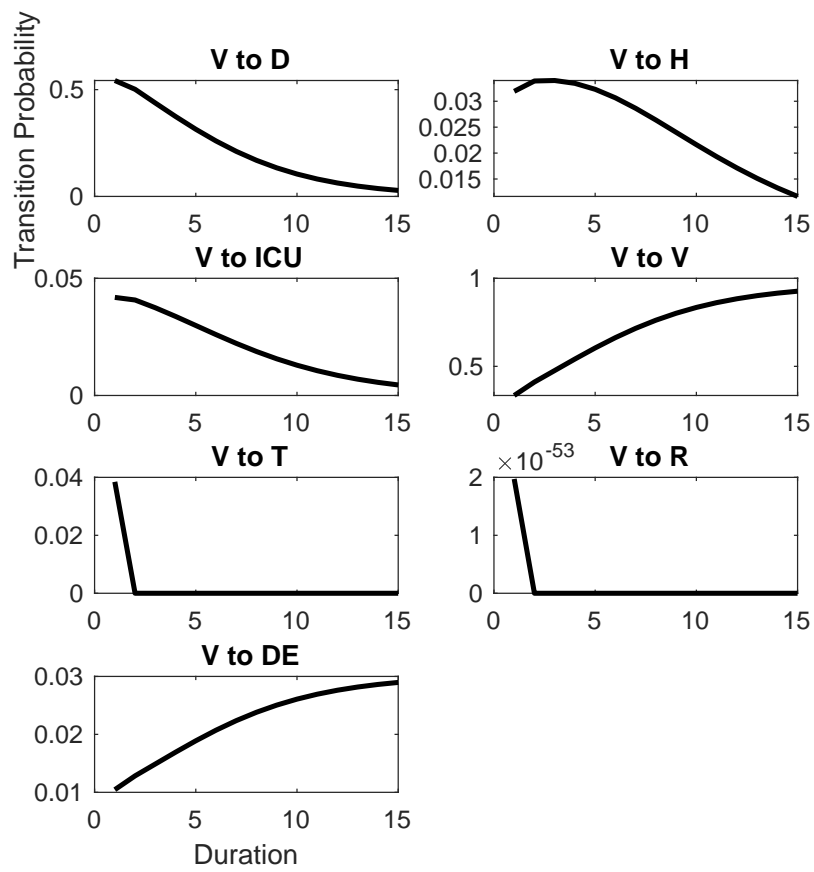 Transition Probability
V to D
0.5
0
0 5 10 15
V to H
0.03
0.025
0.02
0.015
0 5 10 15
V to ICU
0.05
0
0 5 10 15
V to V
1
0.5
0 5 10 15
V to T
0.04
0.02
0
0 5 10 15
×10-53
V to R
2
1
0
0 5 10 15
V to DE
0.03
0.02
0.01
0 5 10 15
Duration